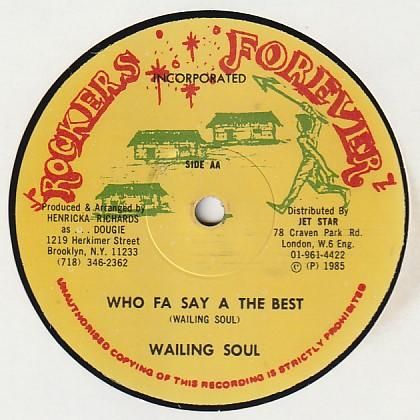 ROCKERS FOREVER
INCORPORATED
SIDE AA
Produced & Arranged by
HENRICKA RICHARDS
as . . . DOUGIE
1219 Herkimer Street
Brooklyn, N.Y. 11233
(718) 346-2362
Distributed By
JET STAR
78 Craven Park Rd.
London, W.6 Eng.
01-961-4422
© (P) 1985
WHO FA SAY A THE BEST
(WAILING SOUL)
WAILING SOUL
UNAUTHORISED COPYING OF THIS RECORDING IS STRICTLY PROHIBITED